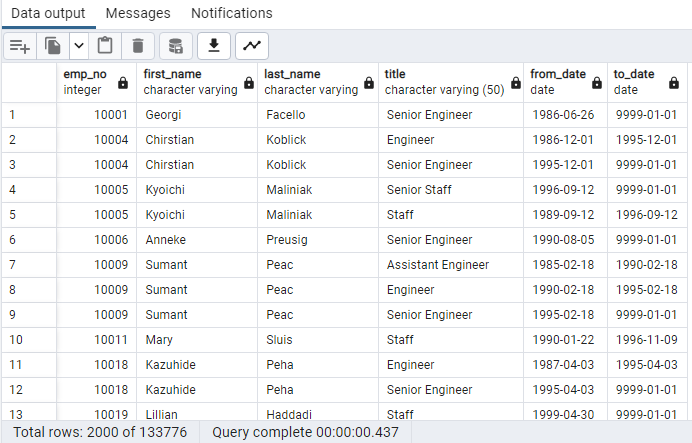 Data output Messages Notifications
emp_no first_name last_name title from_date to_date
integer character varying character varying character varying (50) date date
1 10001 Georgi Facello Senior Engineer 1986-06-26 9999-01-01
2 10004 Chirstian Koblick Engineer 1986-12-01 1995-12-01
3 10004 Chirstian Koblick Senior Engineer 1995-12-01 9999-01-01
4 10005 Kyoichi Maliniak Senior Staff 1996-09-12 9999-01-01
5 10005 Kyoichi Maliniak Staff 1989-09-12 1996-09-12
6 10006 Anneke Preusig Senior Engineer 1990-08-05 9999-01-01
7 10009 Sumant Peac Assistant Engineer 1985-02-18 1990-02-18
8 10009 Sumant Peac Engineer 1990-02-18 1995-02-18
9 10009 Sumant Peac Senior Engineer 1995-02-18 9999-01-01
10 10011 Mary Sluis Staff 1990-01-22 1996-11-09
11 10018 Kazuhide Peha Engineer 1987-04-03 1995-04-03
12 10018 Kazuhide Peha Senior Engineer 1995-04-03 9999-01-01
13 10019 Lillian Haddadi Staff 1999-04-30 9999-01-01
Total rows: 2000 of 133776 Query complete 00:00:00.437